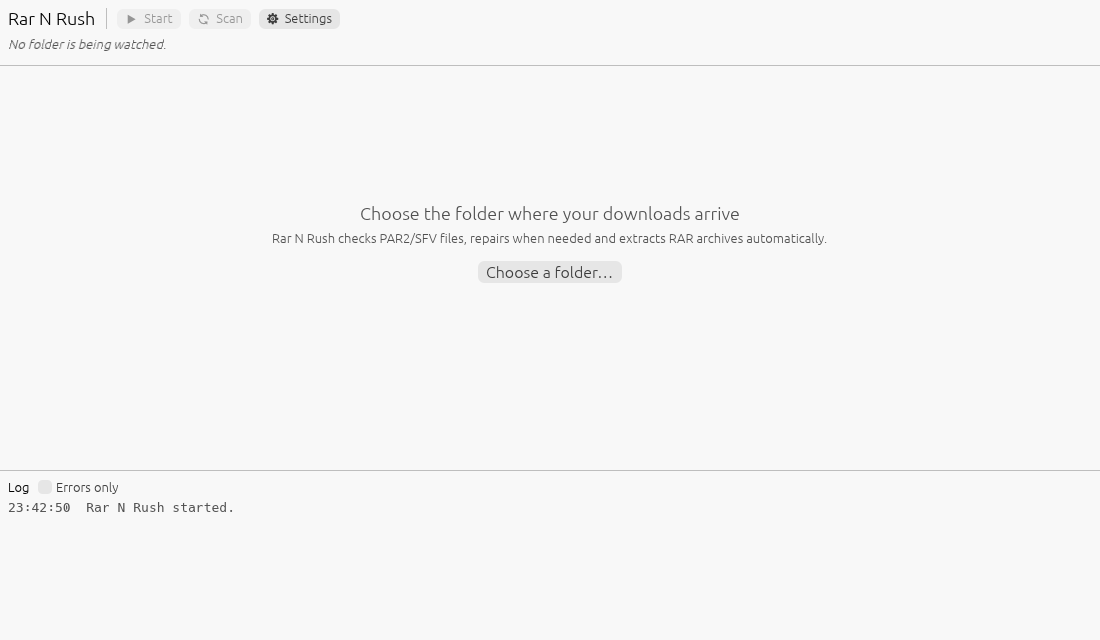 Rar N Rush Start Scan Settings
No folder is being watched.
Choose the folder where your downloads arrive
Rar N Rush checks PAR2/SFV files, repairs when needed and extracts RAR archives automatically.
Choose a folder…
Log Errors only
23:42:50 Rar N Rush started.